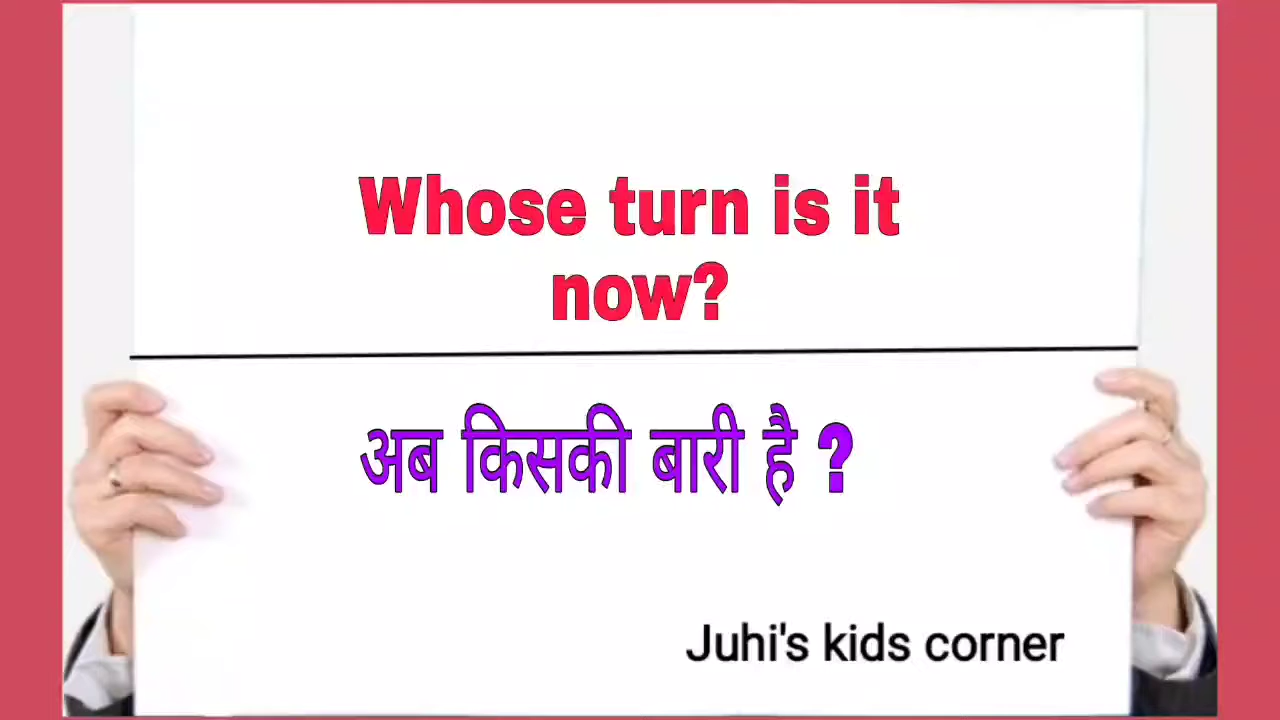 Whose turn is it
now?
अब किसकी बारी है ?
Juhi's kids corner